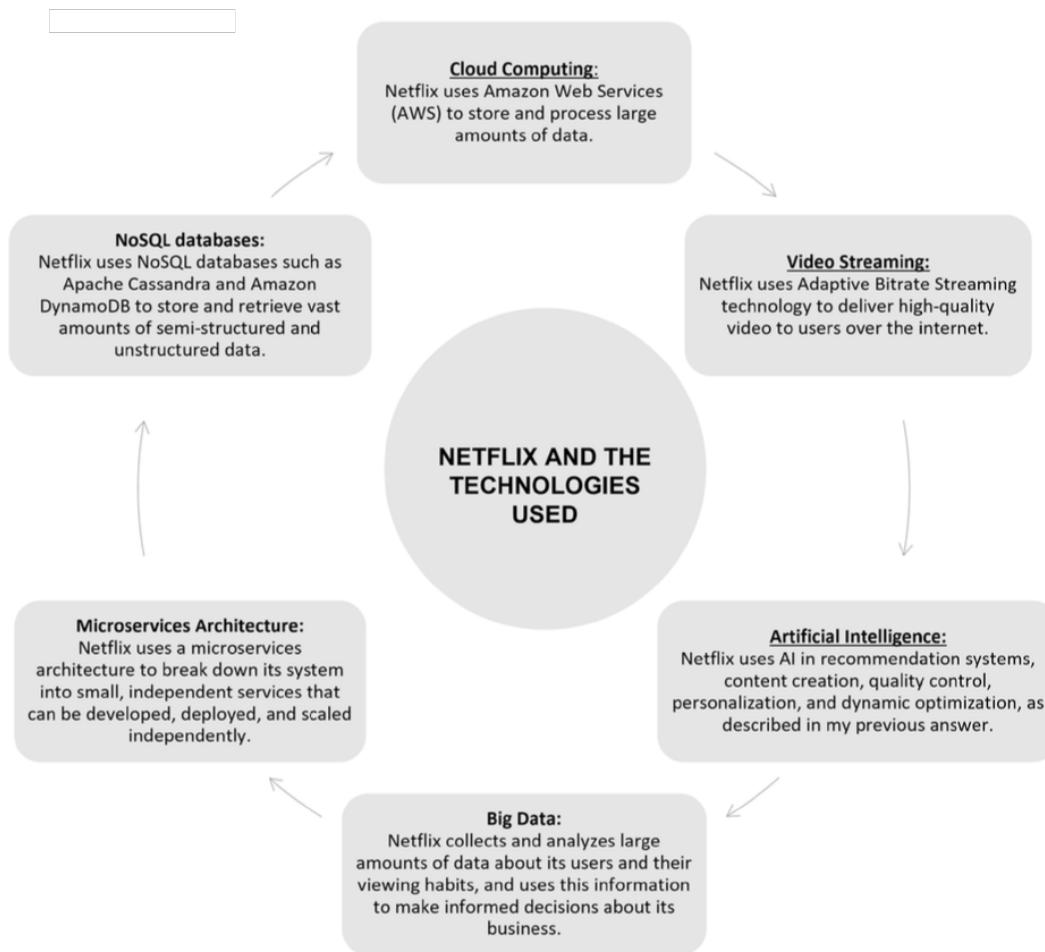 Cloud Computing:
Netflix uses Amazon Web Services
(AWS) to store and process large
amounts of data.
Video Streaming:
Netflix uses Adaptive Bitrate Streaming
technology to deliver high-quality
video to users over the internet.
Artificial Intelligence:
Netflix uses AI in recommendation systems,
content creation, quality control,
personalization, and dynamic optimization, as
described in my previous answer.
Big Data:
Netflix collects and analyzes large
amounts of data about its users and their
viewing habits, and uses this information
to make informed decisions about its
business.
Microservices Architecture:
Netflix uses a microservices
architecture to break down its system
into small, independent services that
can be developed, deployed, and scaled
independently.
NoSQL databases:
Netflix uses NoSQL databases such as
Apache Cassandra and Amazon
DynamoDB to store and retrieve vast
amounts of semi-structured and
unstructured data.
NETFLIX AND THE
TECHNOLOGIES
USED